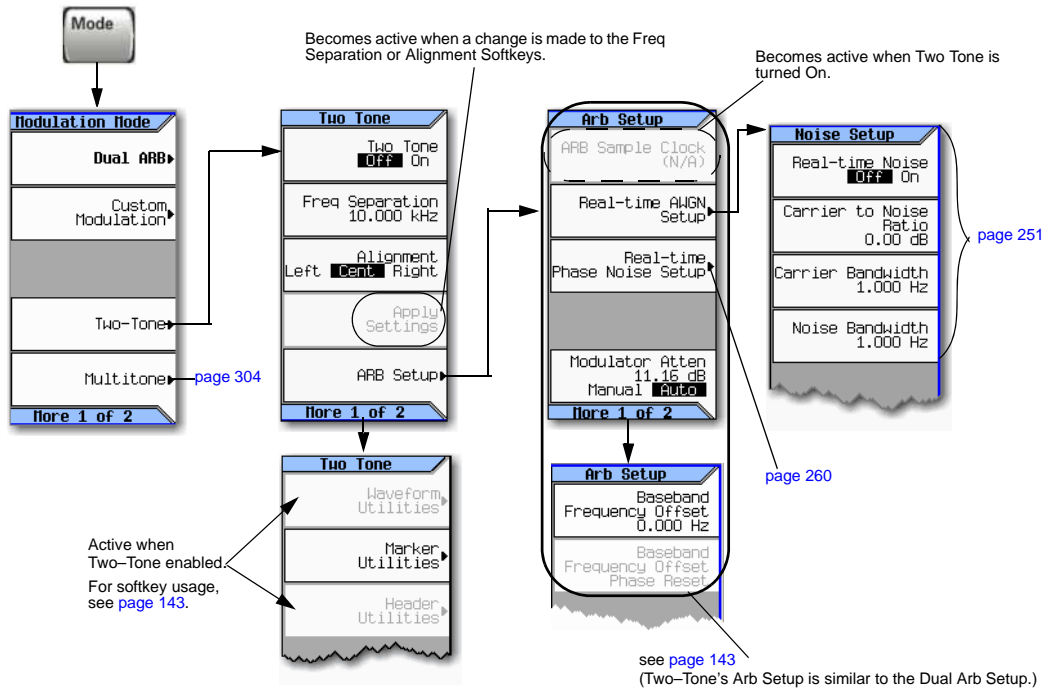 Mode
Becomes active when a change is made to the Freq
Separation or Alignment Softkeys.
Becomes active when Two Tone is
turned On.
Modulation Mode
Dual ARB
Custom
Modulation
Two-Tone
Multitone
page 304
More 1 of 2
Two Tone
Two Tone
Off On
Freq Separation
10.000 kHz
Alignment
Left Cent Right
Apply
Settings
ARB Setup
More 1 of 2
Two Tone
Waveform
Utilities
Marker
Utilities
Header
Utilities
Active when
Two–Tone enabled.
For softkey usage,
see page 143.
Arb Setup
ARB Sample Clock
(N/A)
Real-time AWGN
Setup
Real-time
Phase Noise Setup
Modulator Atten
11.16 dB
Manual Auto
More 1 of 2
Arb Setup
Baseband
Frequency Offset
0.000 Hz
Baseband
Frequency Offset
Phase Reset
Noise Setup
Real-time Noise
Off On
Carrier to Noise
Ratio
0.00 dB
Carrier Bandwidth
1.000 Hz
Noise Bandwidth
1.000 Hz
page 251
page 260
see page 143
(Two–Tone's Arb Setup is similar to the Dual Arb Setup.)